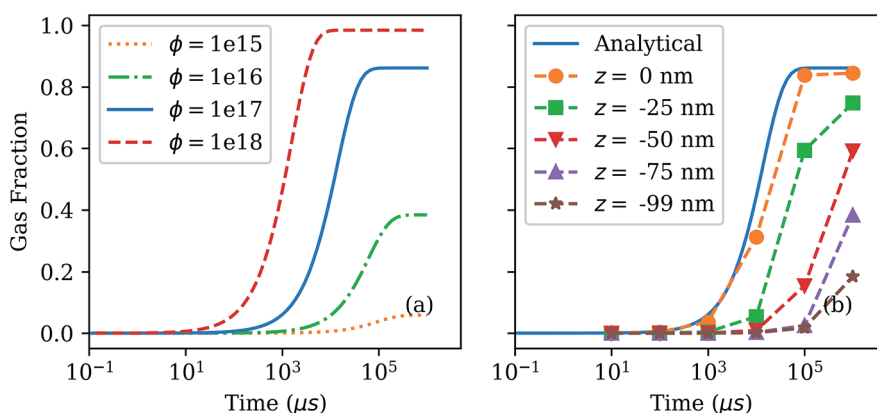 Gas Fraction
1.0
0.8
0.6
0.4
0.2
0.0
ϕ = 1e15
ϕ = 1e16
ϕ = 1e17
ϕ = 1e18
(a)
10⁻¹ 10¹ 10³ 10⁵
Time (μs)
Analytical
z = 0 nm
z = -25 nm
z = -50 nm
z = -75 nm
z = -99 nm
(b)
10⁻¹ 10¹ 10³ 10⁵
Time (μs)